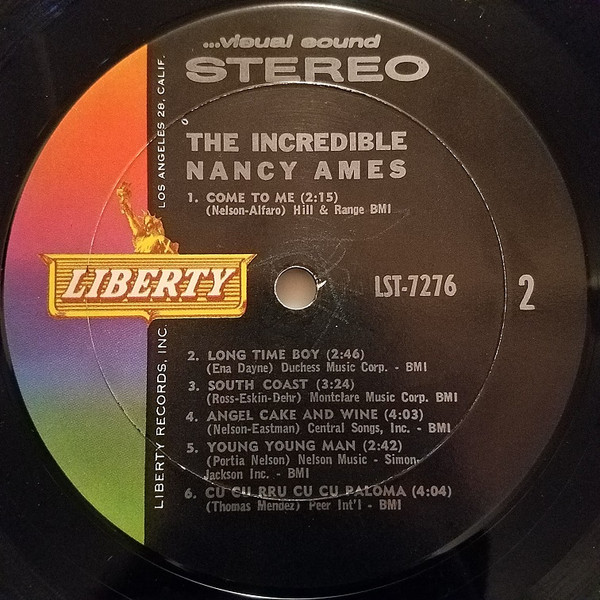 ...visual sound
STEREO
THE INCREDIBLE
NANCY AMES
1. COME TO ME (2:15)
(Nelson-Alfaro) Hill & Range BMI
LIBERTY
LST-7276
2
2. LONG TIME BOY (2:46)
(Ena Dayne) Duchess Music Corp. - BMI
3. SOUTH COAST (3:24)
(Ross-Eskin-Dehr) Montclare Music Corp. BMI
4. ANGEL CAKE AND WINE (4:03)
(Nelson-Eastman) Central Songs, Inc. - BMI
5. YOUNG YOUNG MAN (2:42)
(Portia Nelson) Nelson Music - Simon-
Jackson Inc. - BMI
6. CU CU RRU CU CU PALOMA (4:04)
(Thomas Mendez) Peer Int'l - BMI
LIBERTY RECORDS, INC.
LOS ANGELES 28, CALIF.